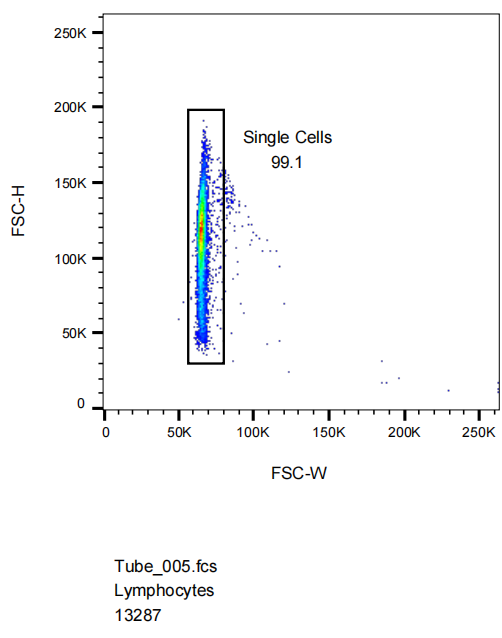 250K
200K
150K
100K
50K
0
FSC-H
Single Cells
99.1
0 50K 100K 150K 200K 250K
FSC-W
Tube_005.fcs
Lymphocytes
13287